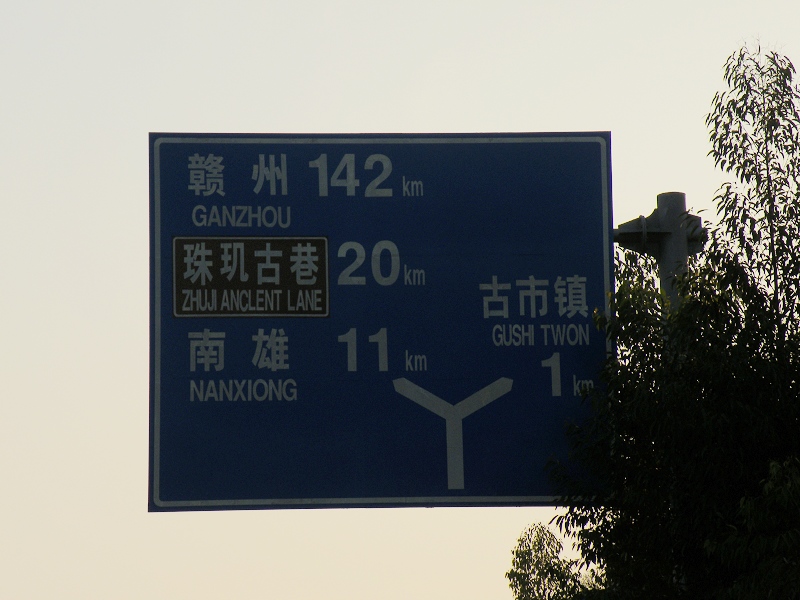 赣州 142 km
GANZHOU
珠玑古巷 20 km
ZHUJI ANCLENT LANE
南雄 11 km
NANXIONG
古市镇
GUSHI TWON
1 km